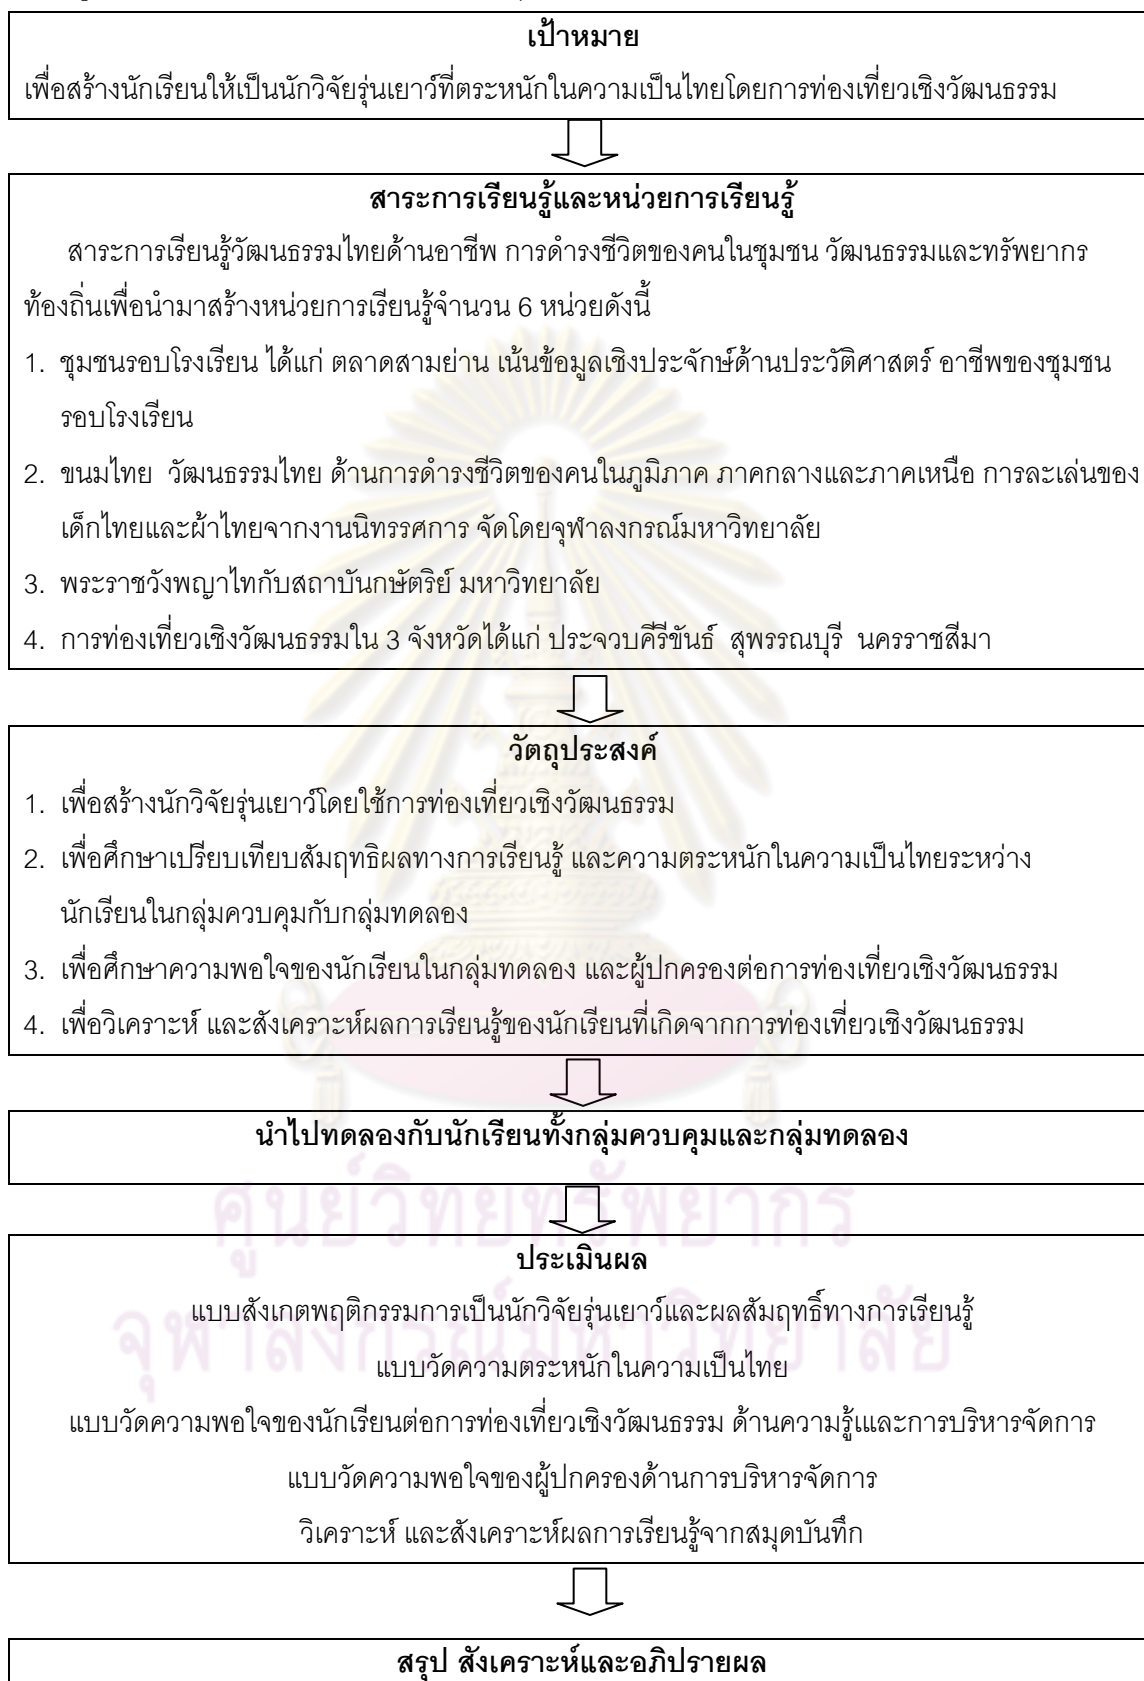 เป้าหมาย
เพื่อสร้างนักเรียนให้เป็นนักวิจัยรุ่นเยาว์ที่ตระหนักในความเป็นไทยโดยการท่องเที่ยวเชิงวัฒนธรรม
สาระการเรียนรู้และหน่วยการเรียนรู้
สาระการเรียนรู้วัฒนธรรมไทยด้านอาชีพ การดำรงชีวิตของคนในชุมชน วัฒนธรรมและทรัพยากร
ท้องถิ่นเพื่อนำมาสร้างหน่วยการเรียนรู้จำนวน 6 หน่วยดังนี้
1. ชุมชนรอบโรงเรียน ได้แก่ ตลาดสามย่าน เน้นข้อมูลเชิงประจักษ์ด้านประวัติศาสตร์ อาชีพของชุมชน
รอบโรงเรียน
2. ขนมไทย วัฒนธรรมไทย ด้านการดำรงชีวิตของคนในภูมิภาค ภาคกลางและภาคเหนือ การละเล่นของ
เด็กไทยและผ้าไทยจากงานนิทรรศการ จัดโดยจุฬาลงกรณ์มหาวิทยาลัย
3. พระราชวังพญาไทกับสถาบันกษัตริย์ มหาวิทยาลัย
4. การท่องเที่ยวเชิงวัฒนธรรมใน 3 จังหวัดได้แก่ ประจวบคีรีขันธ์ สุพรรณบุรี นครราชสีมา
วัตถุประสงค์
1. เพื่อสร้างนักวิจัยรุ่นเยาว์โดยใช้การท่องเที่ยวเชิงวัฒนธรรม
2. เพื่อศึกษาเปรียบเทียบสัมฤทธิผลทางการเรียนรู้ และความตระหนักในความเป็นไทยระหว่าง
นักเรียนในกลุ่มควบคุมกับกลุ่มทดลอง
3. เพื่อศึกษาความพอใจของนักเรียนในกลุ่มทดลอง และผู้ปกครองต่อการท่องเที่ยวเชิงวัฒนธรรม
4. เพื่อวิเคราะห์ และสังเคราะห์ผลการเรียนรู้ของนักเรียนที่เกิดจากการท่องเที่ยวเชิงวัฒนธรรม
นำไปทดลองกับนักเรียนทั้งกลุ่มควบคุมและกลุ่มทดลอง
ศูนย์วิทยทรัพยากร
ประเมินผล
แบบสังเกตพฤติกรรมการเป็นนักวิจัยรุ่นเยาว์และผลสัมฤทธิ์ทางการเรียนรู้
จุฬาลงกรณ์มหาวิทยาลัย
แบบวัดความตระหนักในความเป็นไทย
แบบวัดความพอใจของนักเรียนต่อการท่องเที่ยวเชิงวัฒนธรรม ด้านความรู้และการบริหารจัดการ
แบบวัดความพอใจของผู้ปกครองด้านการบริหารจัดการ
วิเคราะห์ และสังเคราะห์ผลการเรียนรู้จากสมุดบันทึก
สรุป สังเคราะห์และอภิปรายผล